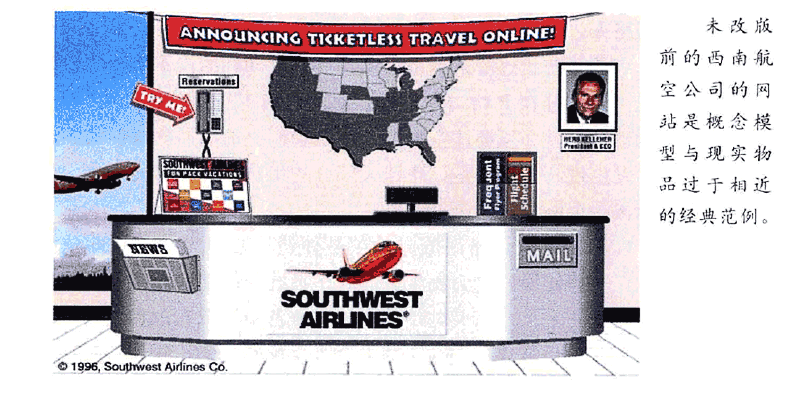 ANNOUNCING TICKETLESS TRAVEL ONLINE!
Reservations
TRY ME!
SOUTHWEST AIRLINES
FUN PACK VACATIONS
HERB KELLEHER
President & CEO
Frequent
Flyer Program
Flight
Schedule
NEWS
MAIL
SOUTHWEST
AIRLINES®
© 1996, Southwest Airlines Co.
未改版
前的西南航
空公司的网
站是概念模
型与现实物
品过于相近
的经典范例。